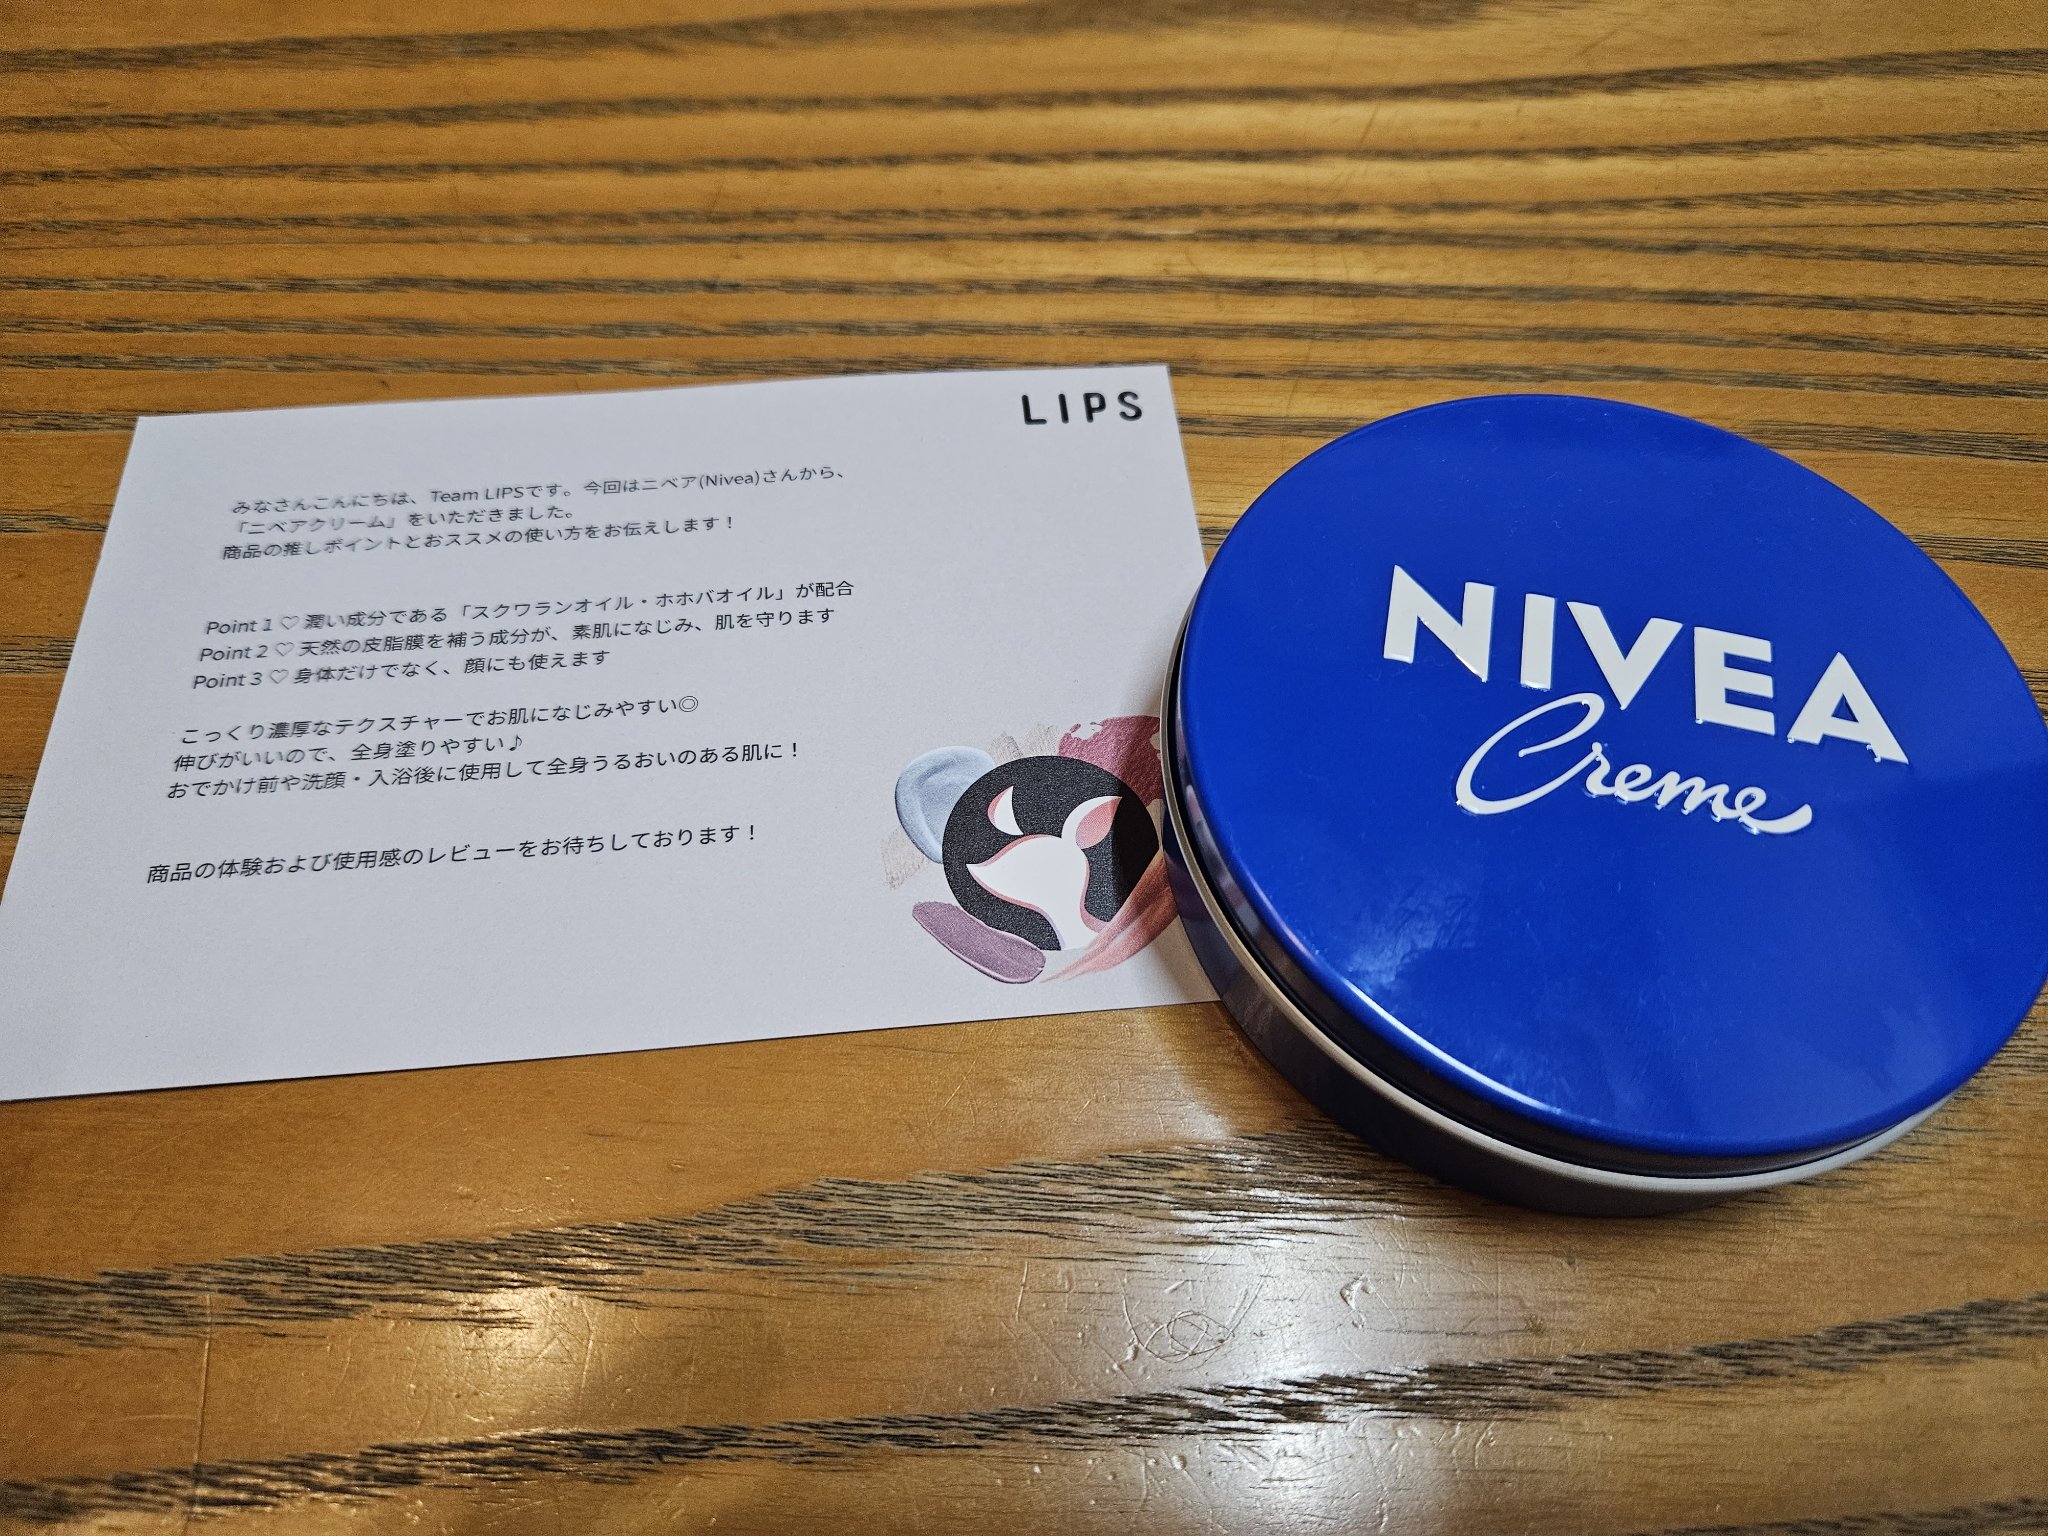 LIPS
みなさんこんにちは、Team LIPSです。今回はニベア(Nivea)さんから、
「ニベアクリーム」をいただきました。
商品の推しポイントとおススメの使い方をお伝えします！
Point 1 ♡ 潤い成分である「スクワランオイル・ホホバオイル」が配合
Point 2 ♡ 天然の皮脂膜を補う成分が、素肌になじみ、肌を守ります
Point 3 ♡ 身体だけでなく、顔にも使えます
こっくり濃厚なテクスチャーでお肌になじみやすい◎
伸びがいいので、全身塗りやすい♪
おでかけ前や洗顔・入浴後に使用して全身うるおいのある肌に！
商品の体験および使用感のレビューをお待ちしております！
NIVEA
Creme